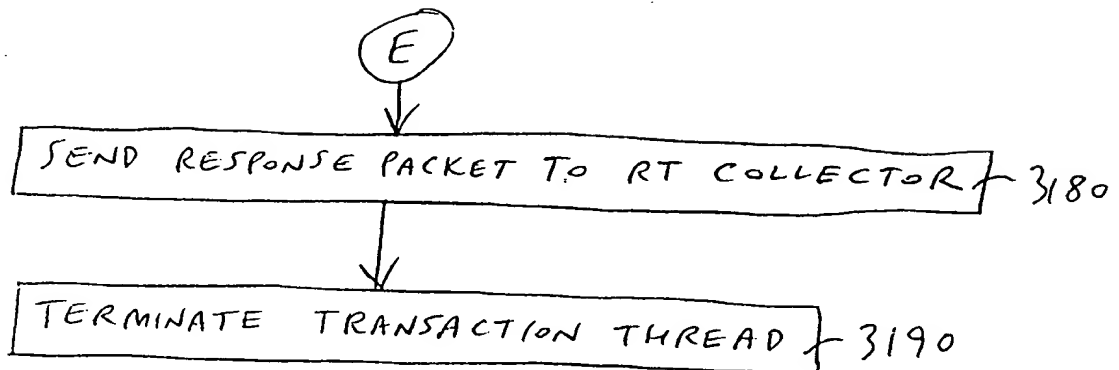 E
SEND RESPONSE PACKET TO RT COLLECTOR 3180
TERMINATE TRANSACTION THREAD 3190